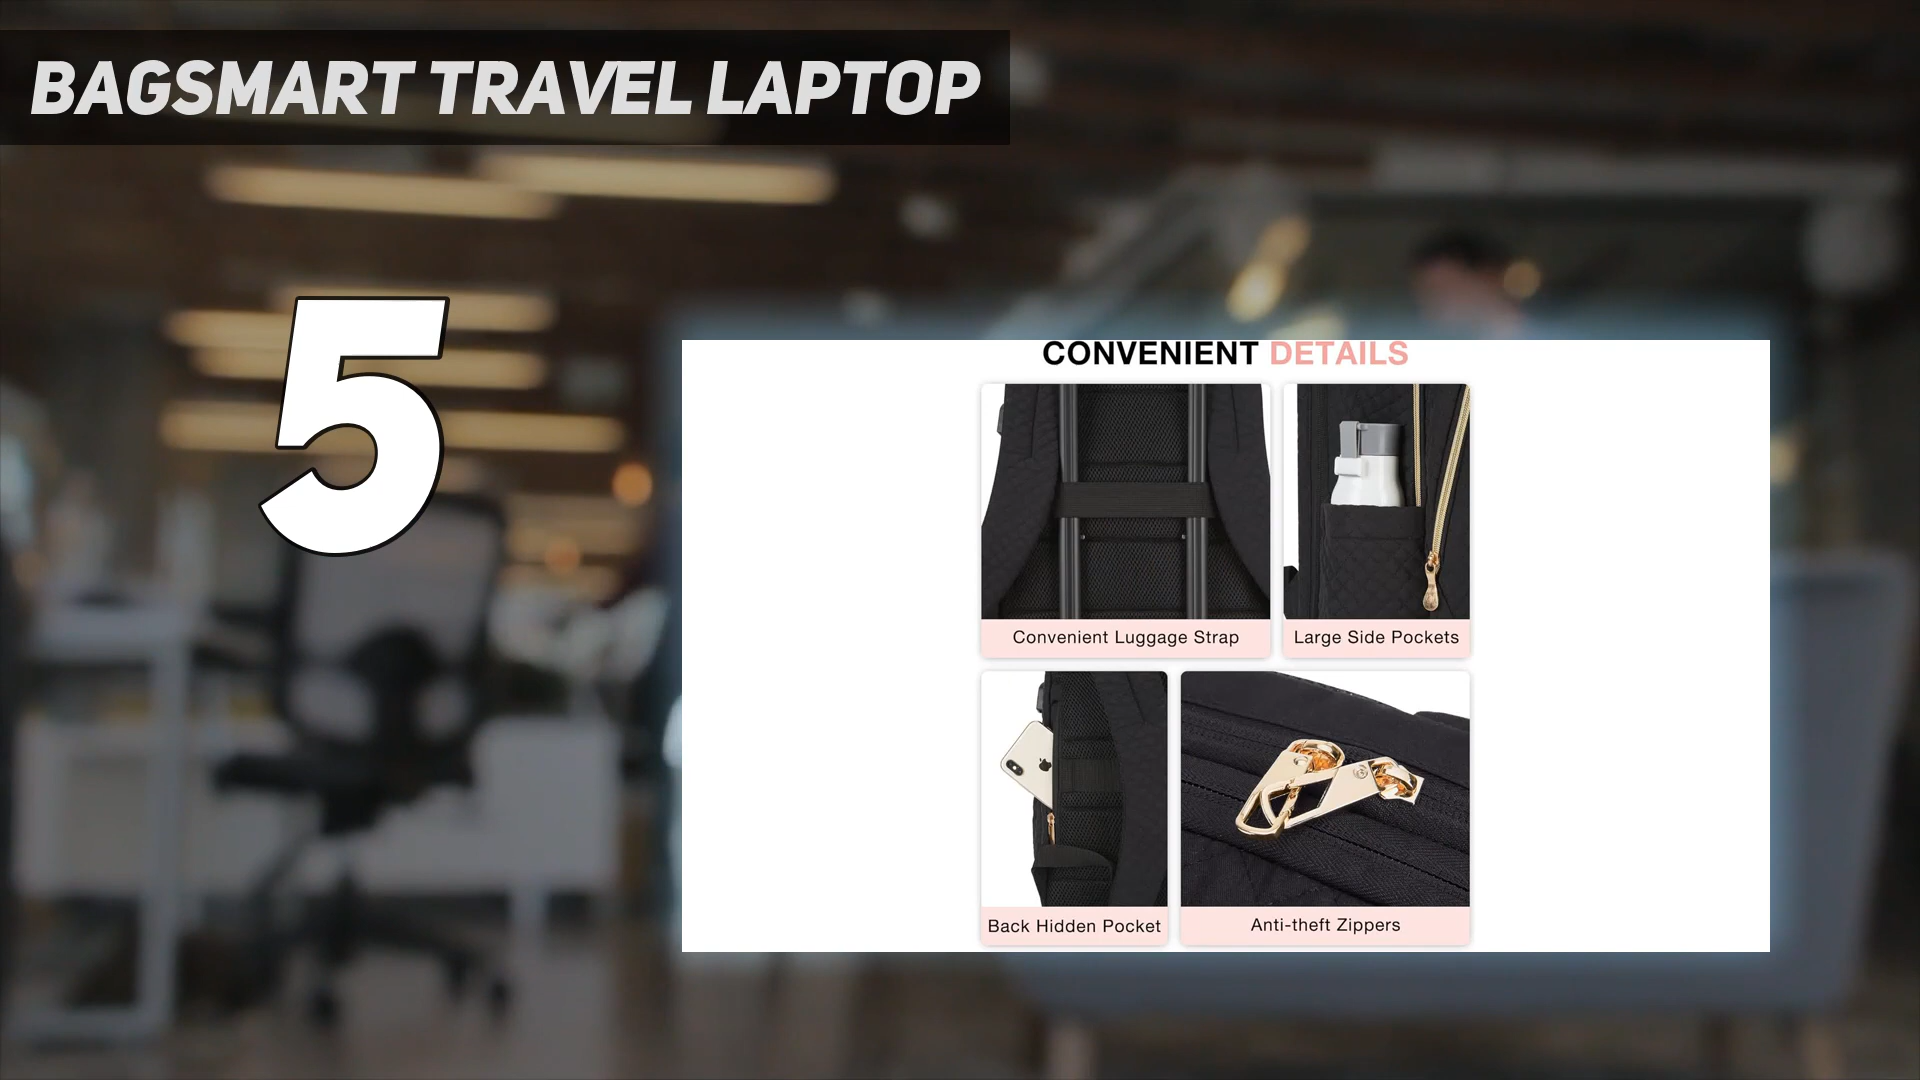 BAGSMART TRAVEL LAPTOP
5
CONVENIENT DETAILS
Convenient Luggage Strap
Large Side Pockets
Back Hidden Pocket
Anti-theft Zippers